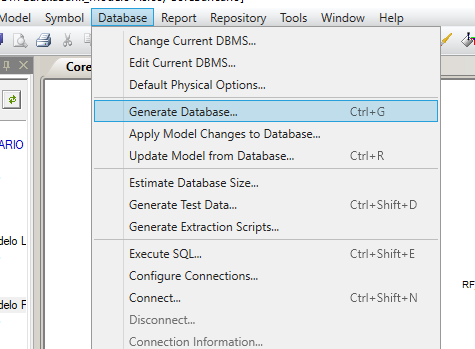 Model Symbol Database Report Repository Tools Window Help
Change Current DBMS...
Edit Current DBMS...
Default Physical Options...
Generate Database... Ctrl+G
Apply Model Changes to Database...
Update Model from Database... Ctrl+R
Estimate Database Size...
Generate Test Data... Ctrl+Shift+D
Generate Extraction Scripts...
Execute SQL... Ctrl+Shift+E
Configure Connections...
Connect... Ctrl+Shift+N
Disconnect...
Connection Information...
Core
ARIO
delo L
delo F
RF